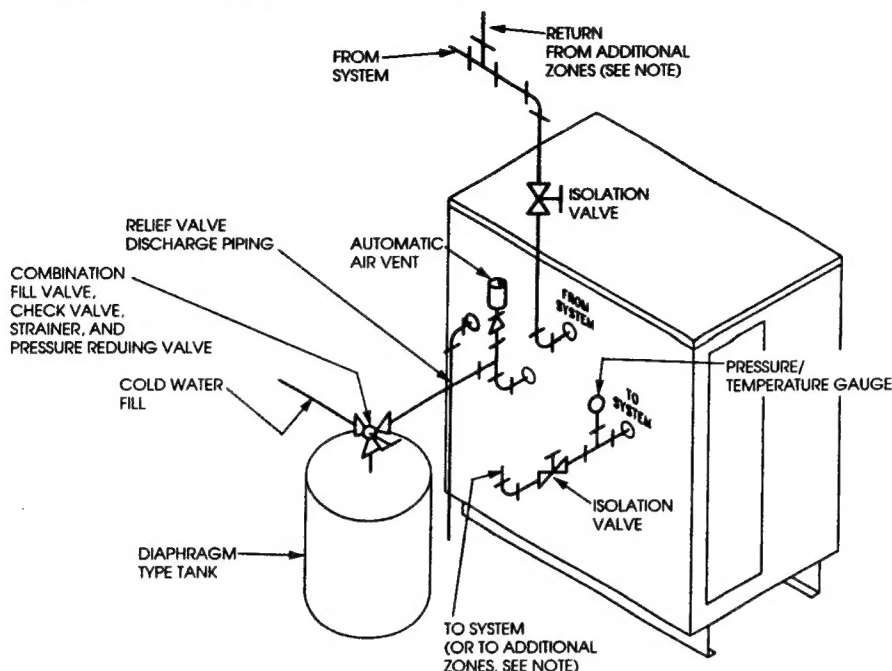 RETURN
FROM ADDITIONAL
ZONES (SEE NOTE)
FROM
SYSTEM
ISOLATION
VALVE
RELIEF VALVE
DISCHARGE PIPING
AUTOMATIC
AIR VENT
COMBINATION
FILL VALVE,
CHECK VALVE,
STRAINER, AND
PRESSURE REDUING VALVE
FROM
SYSTEM
COLD WATER
FILL
PRESSURE/
TEMPERATURE GAUGE
TO
SYSTEM
ISOLATION
VALVE
DIAPHRAGM
TYPE TANK
TO SYSTEM
(OR TO ADDITIONAL
ZONES, SEE NOTE)